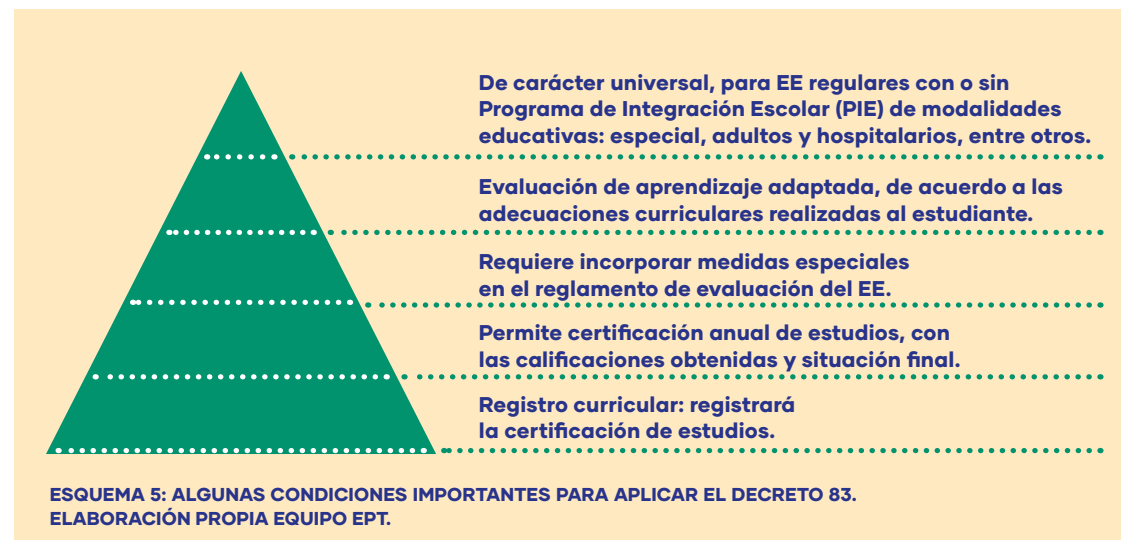 De carácter universal, para EE regulares con o sin
Programa de Integración Escolar (PIE) de modalidades
educativas: especial, adultos y hospitalarios, entre otros.
Evaluación de aprendizaje adaptada, de acuerdo a las
adecuaciones curriculares realizadas al estudiante.
Requiere incorporar medidas especiales
en el reglamento de evaluación del EE.
Permite certificación anual de estudios, con
las calificaciones obtenidas y situación final.
Registro curricular: registrará
la certificación de estudios.
ESQUEMA 5: ALGUNAS CONDICIONES IMPORTANTES PARA APLICAR EL DECRETO 83.
ELABORACIÓN PROPIA EQUIPO EPT.